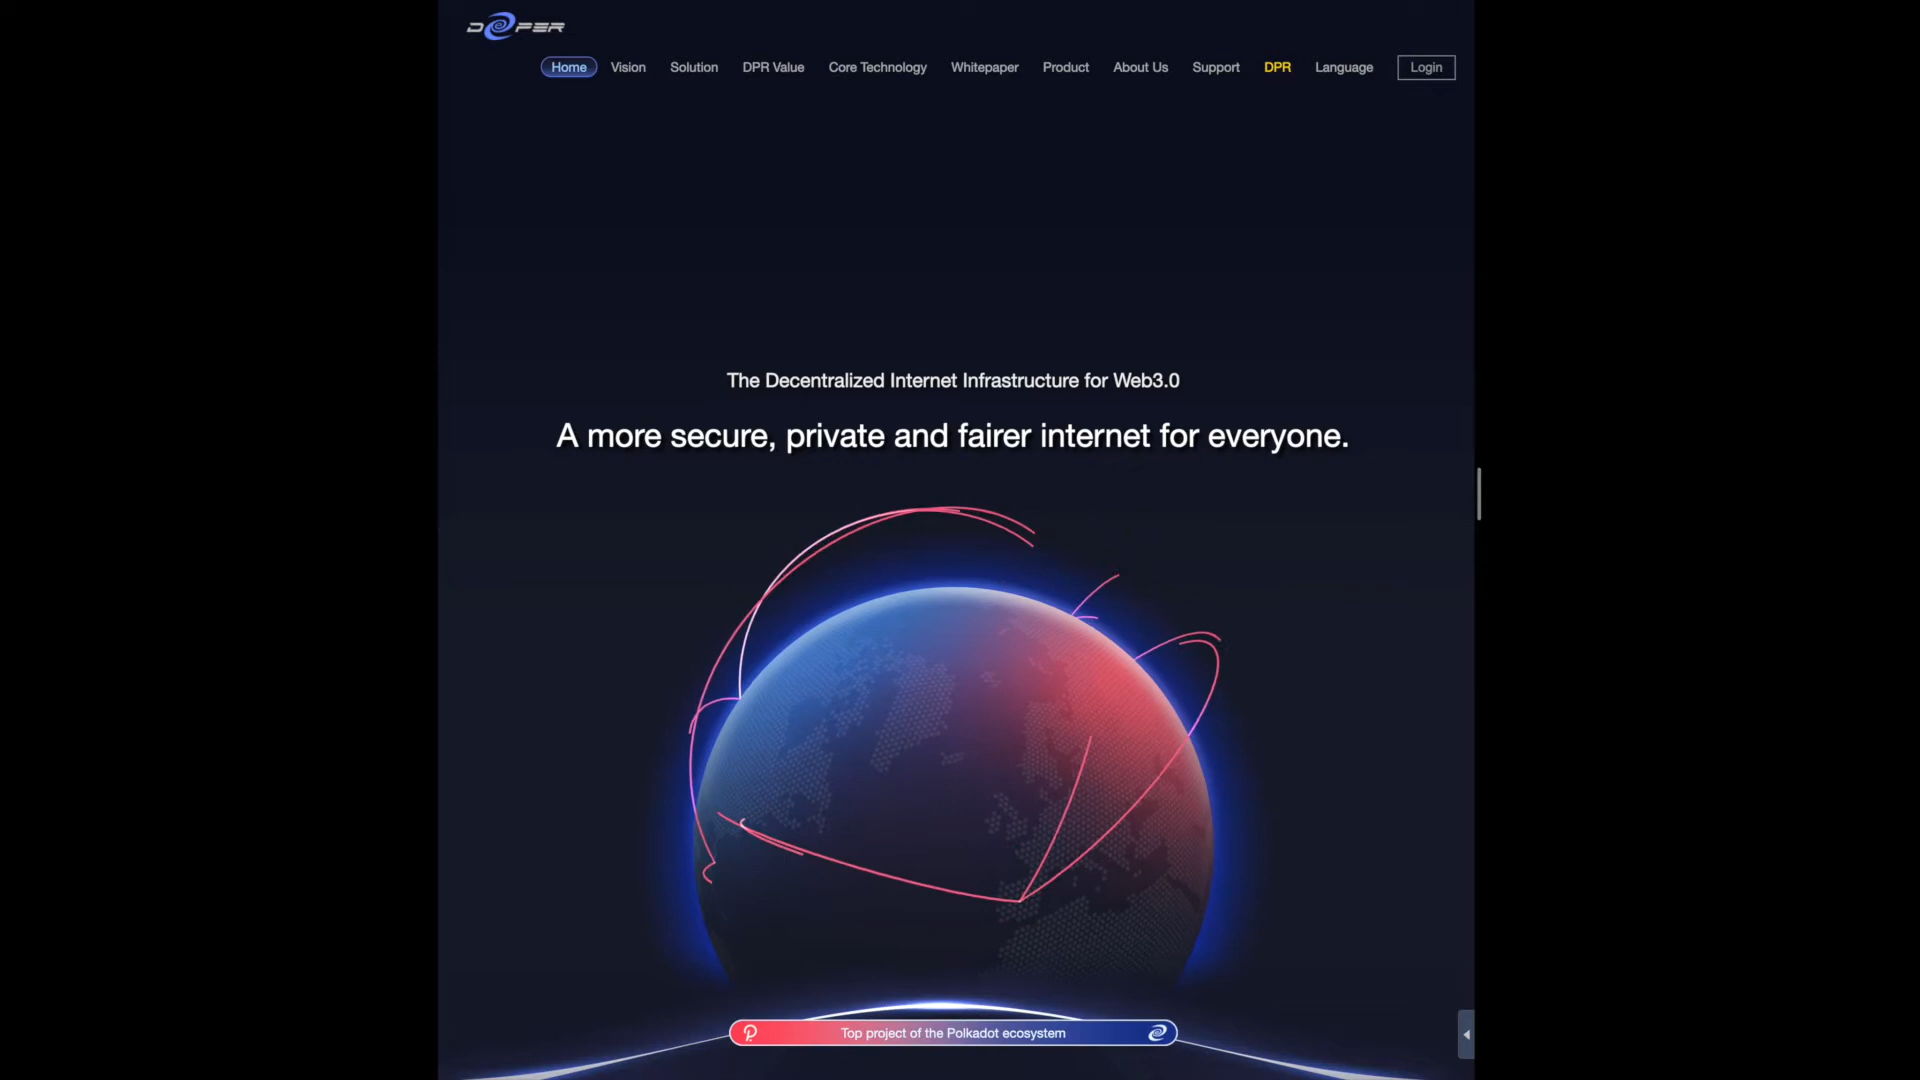 DEEPER
Home Vision Solution DPR Value Core Technology Whitepaper Product About Us Support DPR Language Login
The Decentralized Internet Infrastructure for Web3.0
A more secure, private and fairer internet for everyone.
Top project of the Polkadot ecosystem